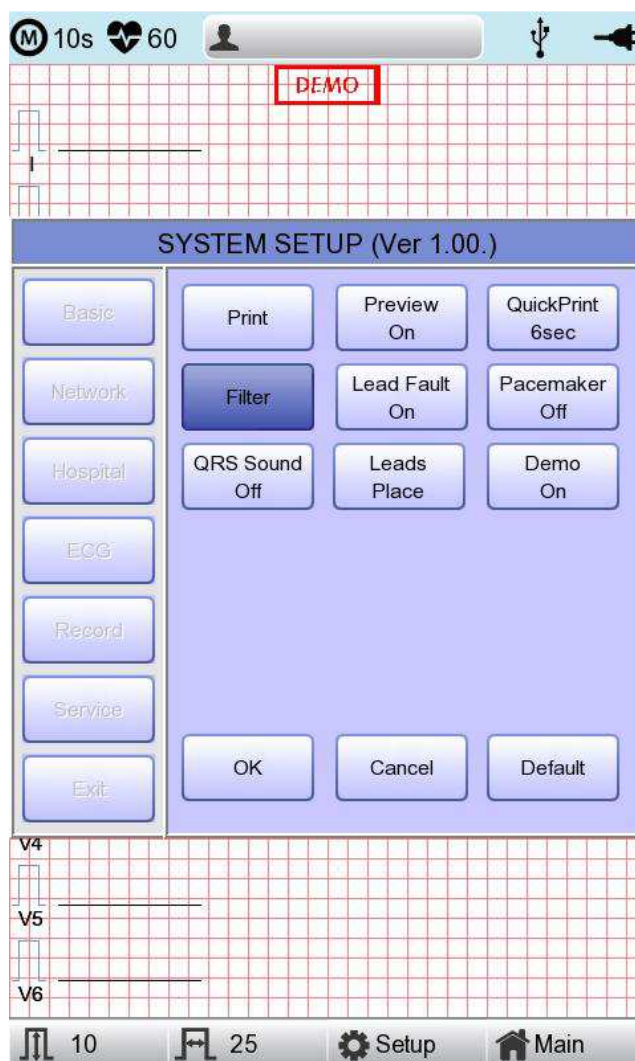 M 10s 60
DEMO
I
SYSTEM SETUP (Ver 1.00.)
Basic
Print
Preview
On
QuickPrint
6sec
Network
Filter
Lead Fault
On
Pacemaker
Off
Hospital
QRS Sound
Off
Leads
Place
Demo
On
ECG
Record
Service
Exit
OK
Cancel
Default
V4
V5
V6
10
25
Setup
Main